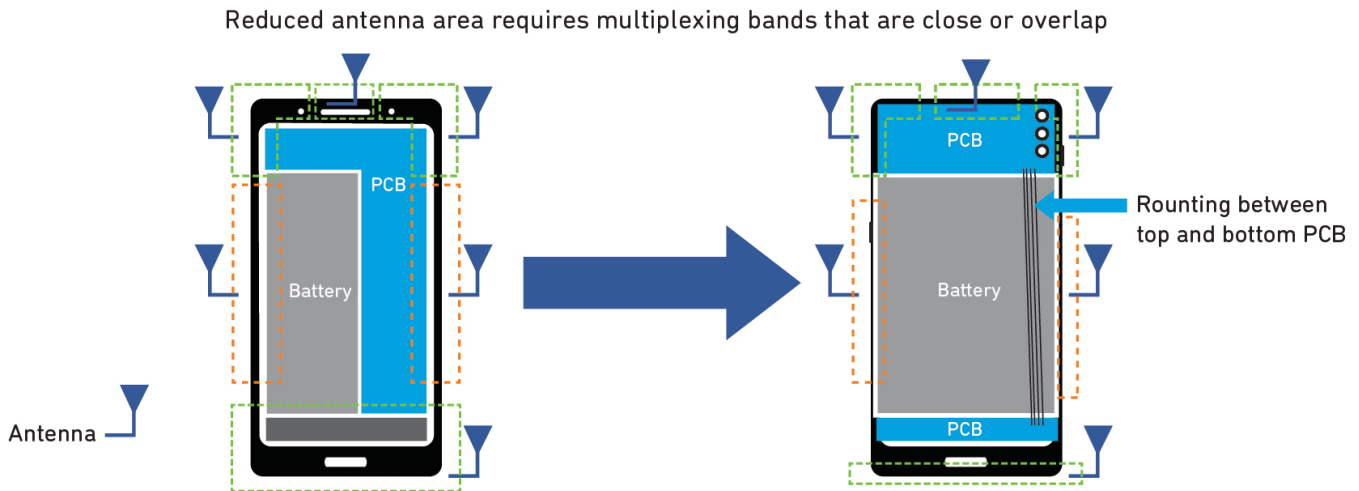 Reduced antenna area requires multiplexing bands that are close or overlap
PCB
Battery
Antenna
PCB
Rounting between
top and bottom PCB
Battery
PCB